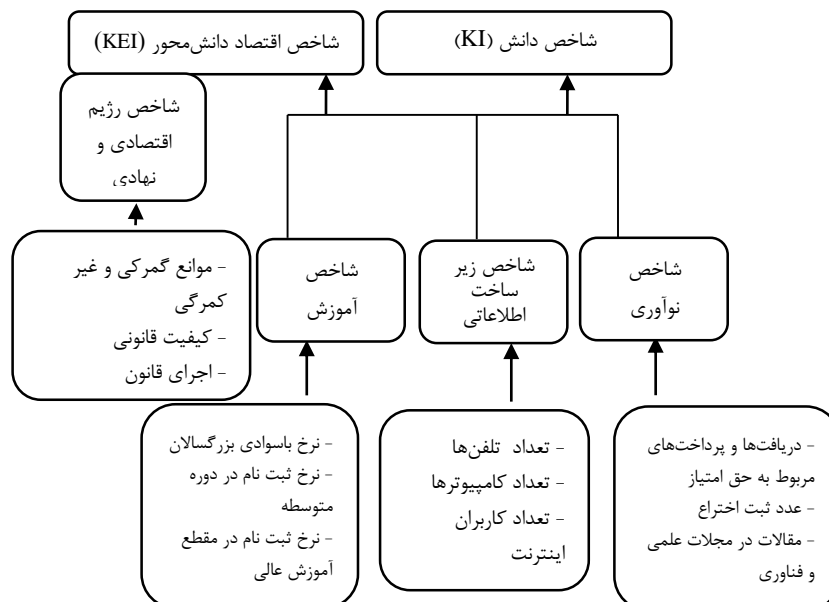 شاخص دانش (KI)
شاخص اقتصاد دانش‌محور (KEI)
شاخص رژیم
اقتصادی و
نهادی
شاخص
نوآوری
شاخص زیر
ساخت
اطلاعاتی
شاخص
آموزش
- موانع گمرکی و غیر
کمرگی
- کیفیت قانونی
- اجرای قانون
- دریافت‌ها و پرداخت‌های
مربوط به حق امتیاز
- عدد ثبت اختراع
- مقالات در مجلات علمی
و فناوری
- تعداد تلفن‌ها
- تعداد کامپیوترها
- تعداد کاربران
اینترنت
- نرخ باسوادی بزرگسالان
- نرخ ثبت نام در دوره
متوسطه
- نرخ ثبت نام در مقطع
آموزش عالی